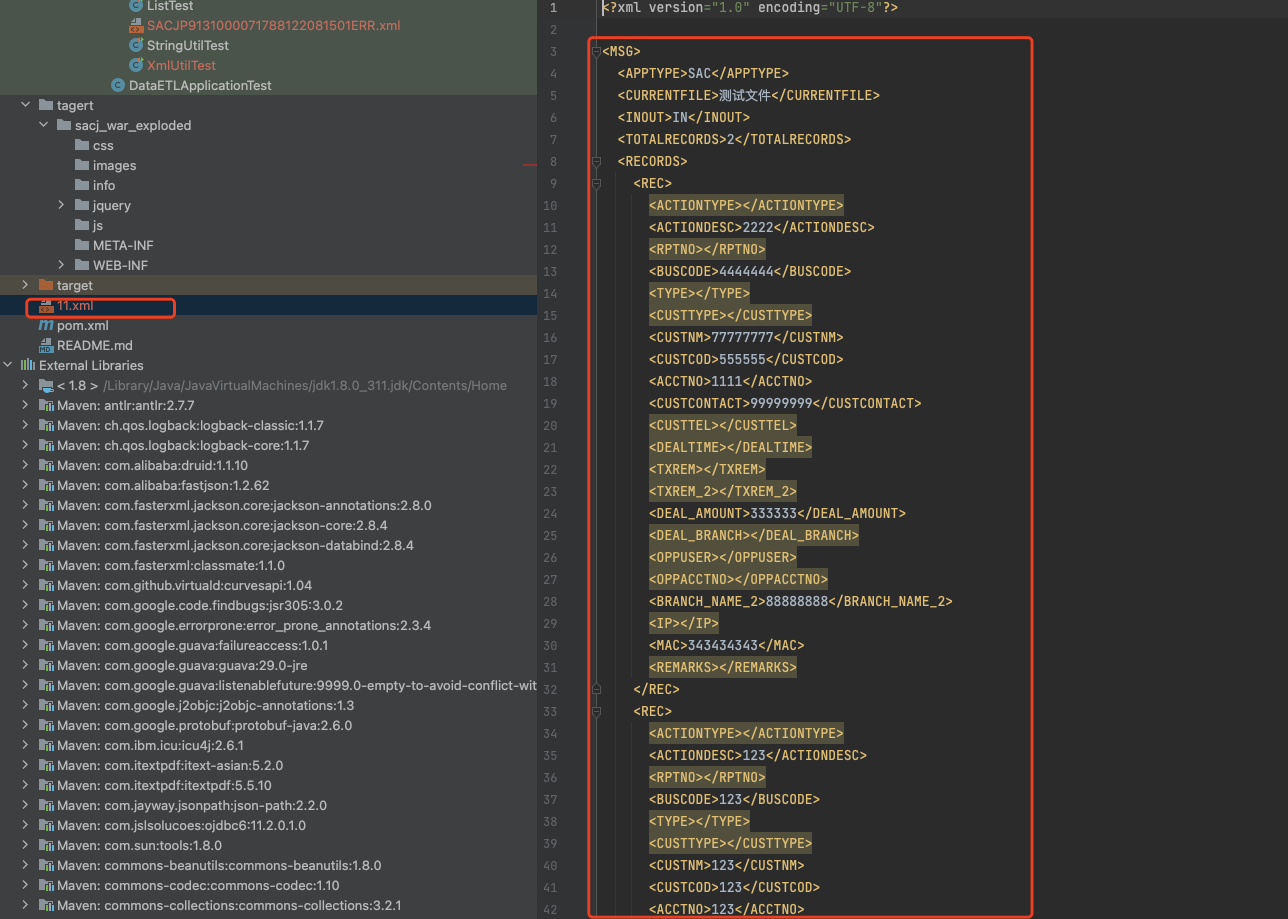 ListTest
SACJP9131000071788122081501ERR.xml
StringUtilTest
XmlUtilTest
DataETLApplicationTest
tagert
sacj_war_exploded
css
images
info
jquery
js
META-INF
WEB-INF
target
11.xml
pom.xml
README.md
External Libraries
< 1.8 > /Library/Java/JavaVirtualMachines/jdk1.8.0_311.jdk/Contents/Home
Maven: antlr:antlr:2.7.7
Maven: ch.qos.logback:logback-classic:1.1.7
Maven: ch.qos.logback:logback-core:1.1.7
Maven: com.alibaba:druid:1.1.10
Maven: com.alibaba:fastjson:1.2.62
Maven: com.fasterxml.jackson.core:jackson-annotations:2.8.0
Maven: com.fasterxml.jackson.core:jackson-core:2.8.4
Maven: com.fasterxml.jackson.core:jackson-databind:2.8.4
Maven: com.fasterxml:classmate:1.1.0
Maven: com.github.virtuald:curvesapi:1.04
Maven: com.google.code.findbugs:jsr305:3.0.2
Maven: com.google.errorprone:error_prone_annotations:2.3.4
Maven: com.google.guava:failureaccess:1.0.1
Maven: com.google.guava:guava:29.0-jre
Maven: com.google.guava:listenablefuture:9999.0-empty-to-avoid-conflict-wit
Maven: com.google.j2objc:j2objc-annotations:1.3
Maven: com.google.protobuf:protobuf-java:2.6.0
Maven: com.ibm.icu:icu4j:2.6.1
Maven: com.itextpdf:itext-asian:5.2.0
Maven: com.itextpdf:itextpdf:5.5.10
Maven: com.jayway.jsonpath:json-path:2.2.0
Maven: com.jslsolucoes:ojdbc6:11.2.0.1.0
Maven: com.sun:tools:1.8.0
Maven: commons-beanutils:commons-beanutils:1.8.0
Maven: commons-codec:commons-codec:1.10
Maven: commons-collections:commons-collections:3.2.1
1 <?xml version="1.0" encoding="UTF-8"?>
2
3 <MSG>
4 <APPTYPE>SAC</APPTYPE>
5 <CURRENTFILE>测试文件</CURRENTFILE>
6 <INOUT>IN</INOUT>
7 <TOTALRECORDS>2</TOTALRECORDS>
8 <RECORDS>
9 <REC>
10 <ACTIONTYPE></ACTIONTYPE>
11 <ACTIONDESC>2222</ACTIONDESC>
12 <RPTNO></RPTNO>
13 <BUSCODE>4444444</BUSCODE>
14 <TYPE></TYPE>
15 <CUSTTYPE></CUSTTYPE>
16 <CUSTNM>77777777</CUSTNM>
17 <CUSTCOD>555555</CUSTCOD>
18 <ACCTNO>1111</ACCTNO>
19 <CUSTCONTACT>99999999</CUSTCONTACT>
20 <CUSTTEL></CUSTTEL>
21 <DEALTIME></DEALTIME>
22 <TXREM></TXREM>
23 <TXREM_2></TXREM_2>
24 <DEAL_AMOUNT>333333</DEAL_AMOUNT>
25 <DEAL_BRANCH></DEAL_BRANCH>
26 <OPPUSER></OPPUSER>
27 <OPPACCTNO></OPPACCTNO>
28 <BRANCH_NAME_2>88888888</BRANCH_NAME_2>
29 <IP></IP>
30 <MAC>343434343</MAC>
31 <REMARKS></REMARKS>
32 </REC>
33 <REC>
34 <ACTIONTYPE></ACTIONTYPE>
35 <ACTIONDESC>123</ACTIONDESC>
36 <RPTNO></RPTNO>
37 <BUSCODE>123</BUSCODE>
38 <TYPE></TYPE>
39 <CUSTTYPE></CUSTTYPE>
40 <CUSTNM>123</CUSTNM>
41 <CUSTCOD>123</CUSTCOD>
42 <ACCTNO>123</ACCTNO>